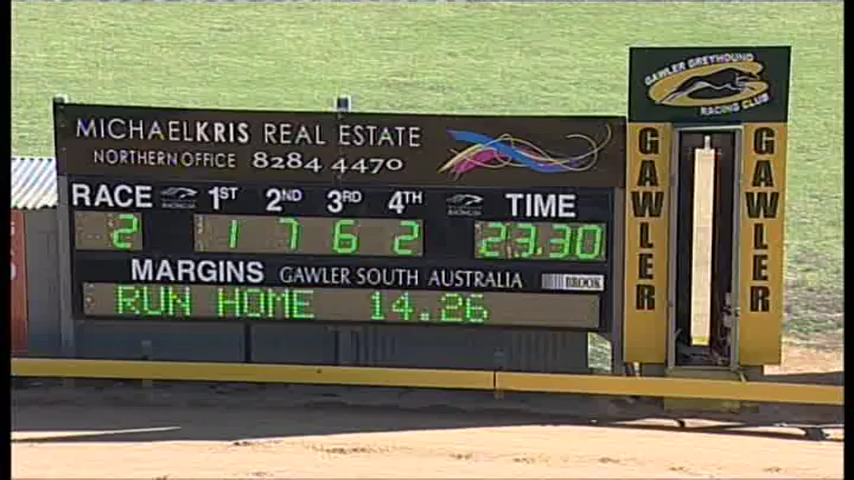 GAWLER GREYHOUND
RACING CLUB
MICHAELKRIS REAL ESTATE
NORTHERN OFFICE 8284 4470
RACE 1ST 2ND 3RD 4TH TIME
2 1 7 6 2 23.30
MARGINS GAWLER SOUTH AUSTRALIA BROOK
RUN HOME 14.26
GAWLER
GAWLER